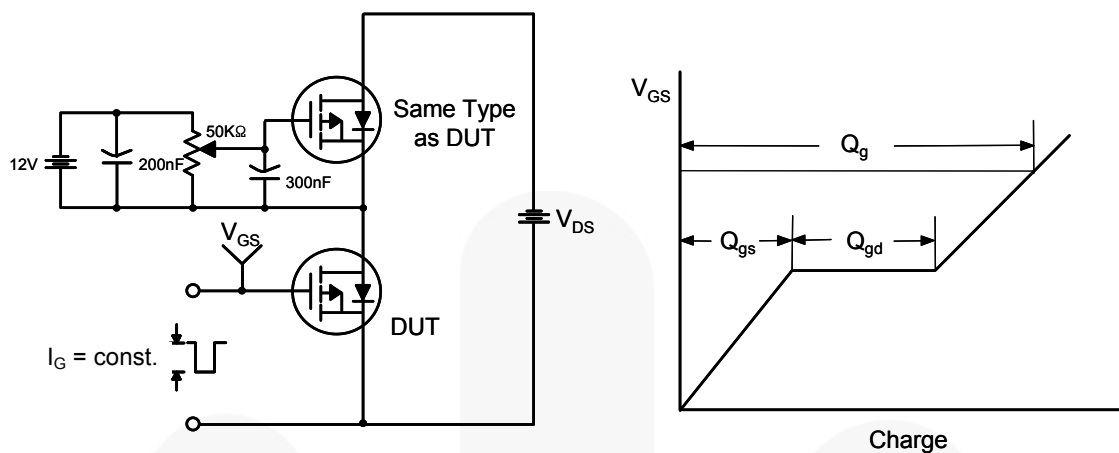 Same Type
as DUT
50KΩ
12V
200nF
300nF
V_GS
V_DS
DUT
I_G = const.
V_GS
Q_g
Q_gs
Q_gd
Charge